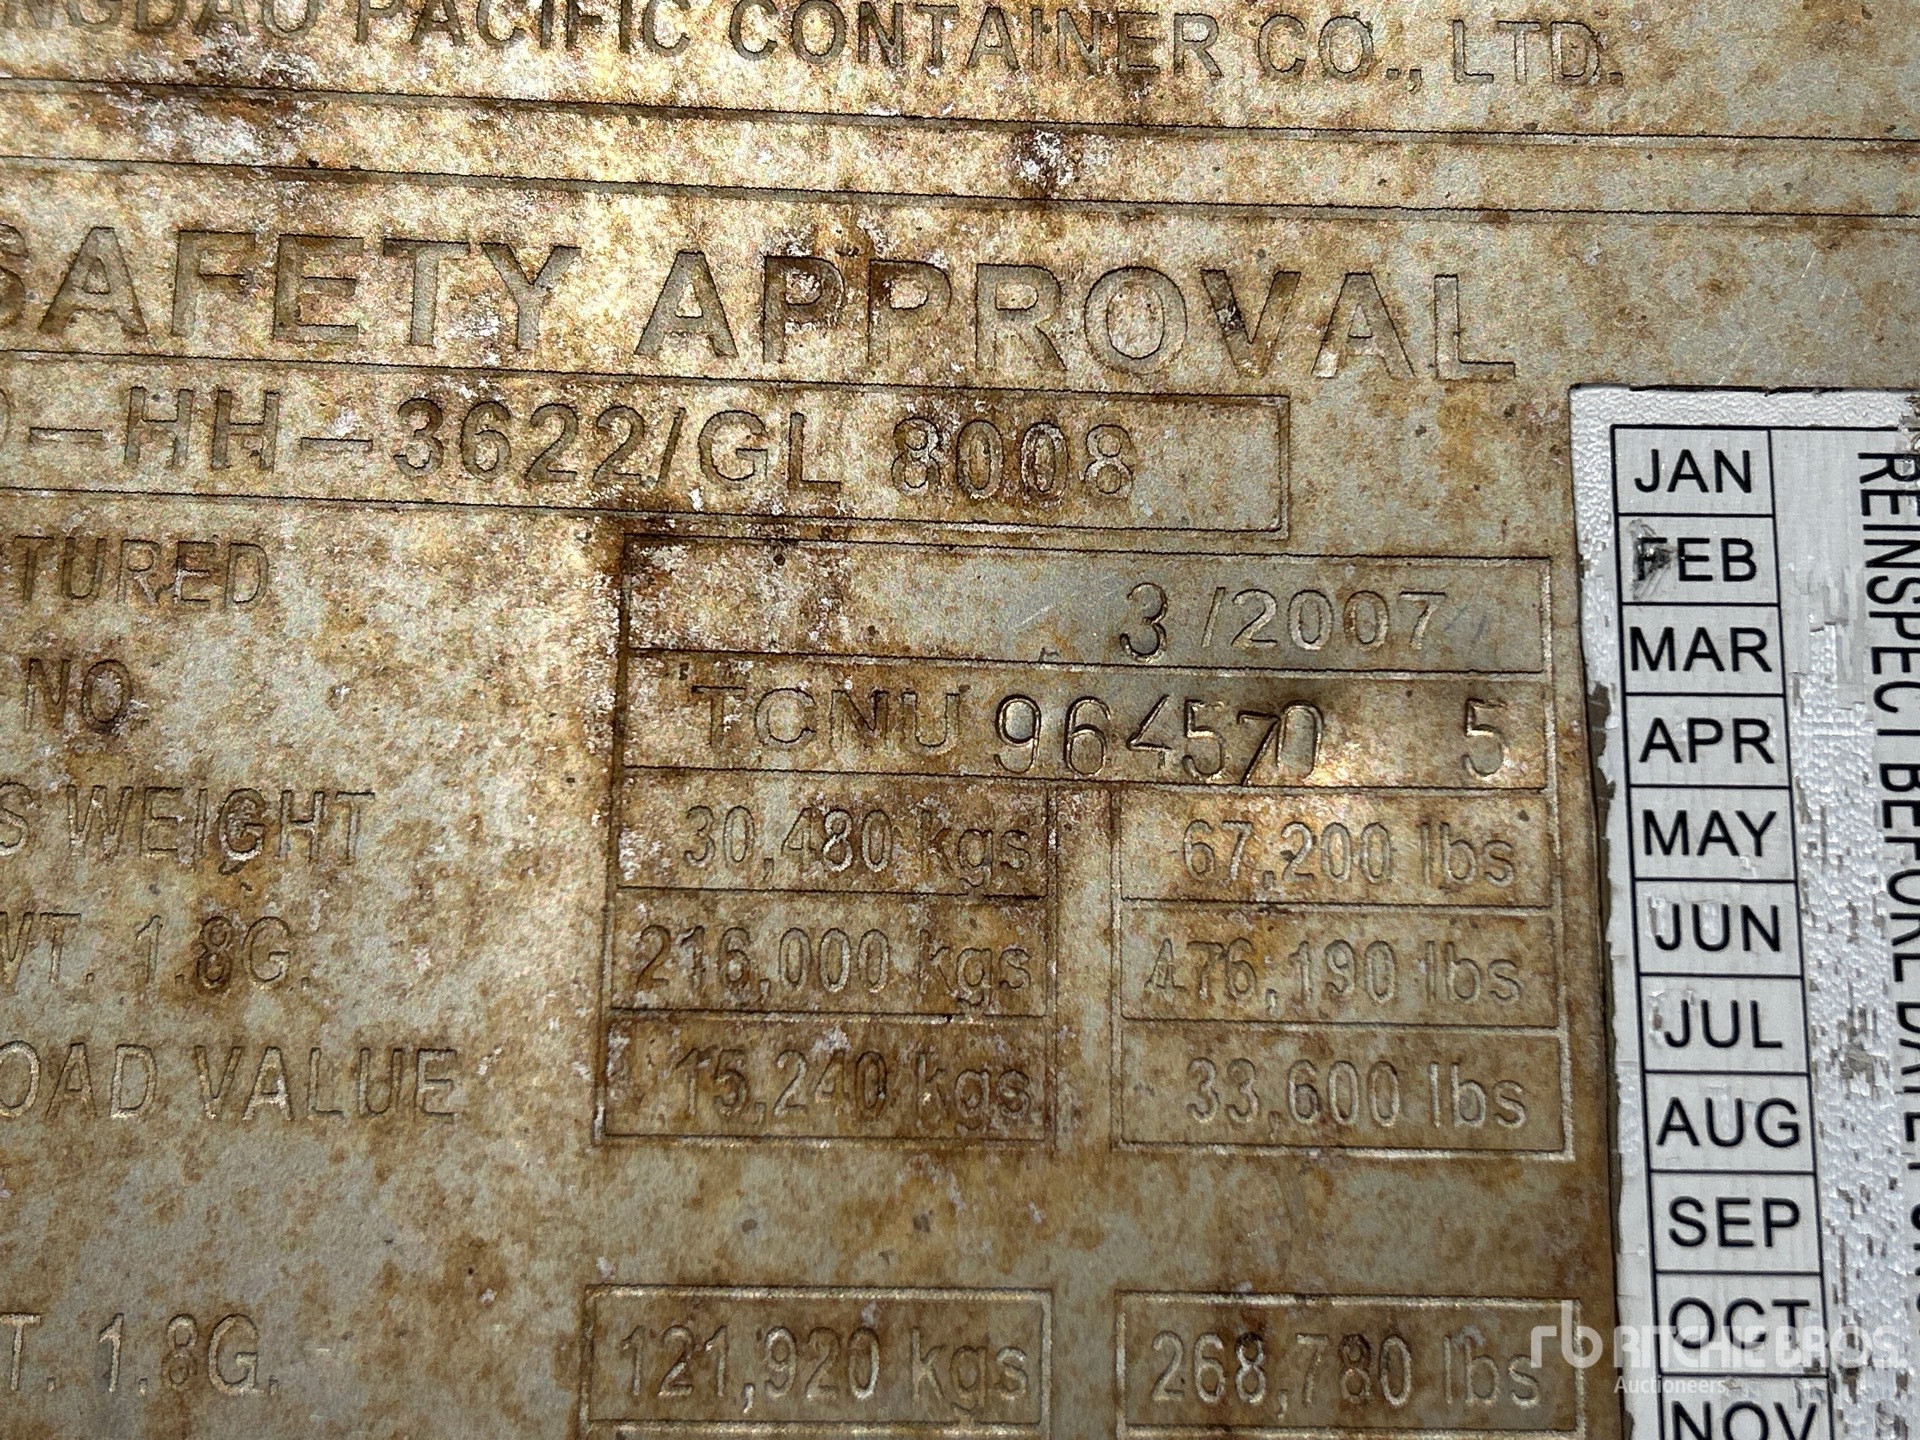 NGDAO PACIFIC CONTAINER CO., LTD.
SAFETY APPROVAL
D-HH-3622/GL 8008
TURED 3/2007
NO. TCNU 964570 5
S WEIGHT 30,480 kgs 67,200 lbs
WT. 1.8G. 216,000 kgs 476,190 lbs
OAD VALUE 15,240 kgs 33,600 lbs
T. 1.8G. 121,920 kgs 268,780 lbs
JAN
FEB
MAR
APR
MAY
JUN
JUL
AUG
SEP
OCT
NOV
REINSPECT BEFORE DATE
rb RITCHIE BROS.
Auctioneers